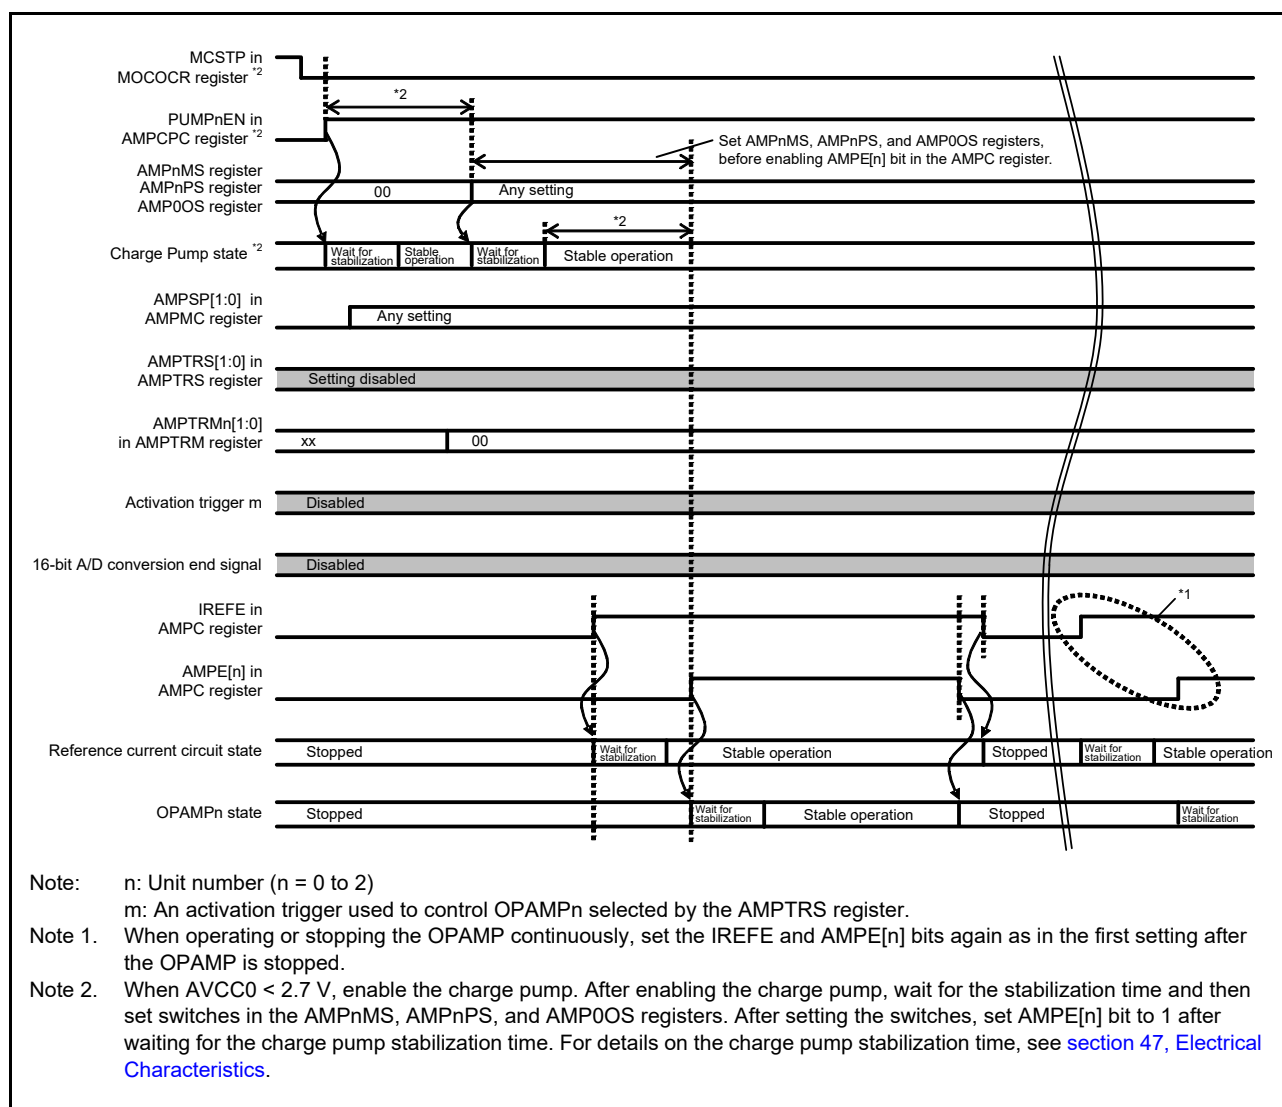 MCSTP in
MOCOCR register *2
*2
PUMPnEN in
AMPCPC register *2
Set AMPnMS, AMPnPS, and AMP0OS registers,
before enabling AMPE[n] bit in the AMPC register.
AMPnMS register
AMPnPS register
AMP0OS register
00
Any setting
*2
Charge Pump state *2
Wait for
stabilization
Stable
operation
Wait for
stabilization
Stable operation
AMPSP[1:0] in
AMPMC register
Any setting
AMPTRS[1:0] in
AMPTRS register
Setting disabled
AMPTRMn[1:0]
in AMPTRM register
xx
00
Activation trigger m
Disabled
16-bit A/D conversion end signal
Disabled
IREFE in
AMPC register
*1
AMPE[n] in
AMPC register
Reference current circuit state
Stopped
Wait for
stabilization
Stable operation
Stopped
Wait for
stabilization
Stable operation
OPAMPn state
Stopped
Wait for
stabilization
Stable operation
Stopped
Wait for
stabilization
Note: n: Unit number (n = 0 to 2)
m: An activation trigger used to control OPAMPn selected by the AMPTRS register.
Note 1. When operating or stopping the OPAMP continuously, set the IREFE and AMPE[n] bits again as in the first setting after
the OPAMP is stopped.
Note 2. When AVCC0 < 2.7 V, enable the charge pump. After enabling the charge pump, wait for the stabilization time and then
set switches in the AMPnMS, AMPnPS, and AMP0OS registers. After setting the switches, set AMPE[n] bit to 1 after
waiting for the charge pump stabilization time. For details on the charge pump stabilization time, see section 47, Electrical
Characteristics.